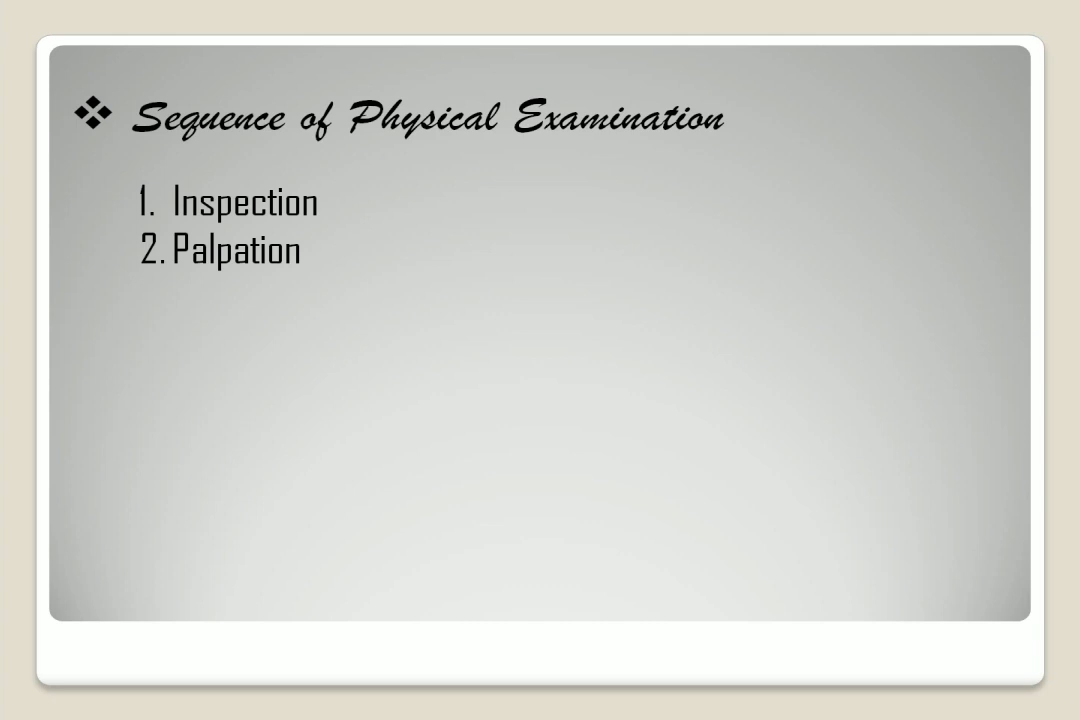 ❖ Sequence of Physical Examination
1. Inspection
2. Palpation